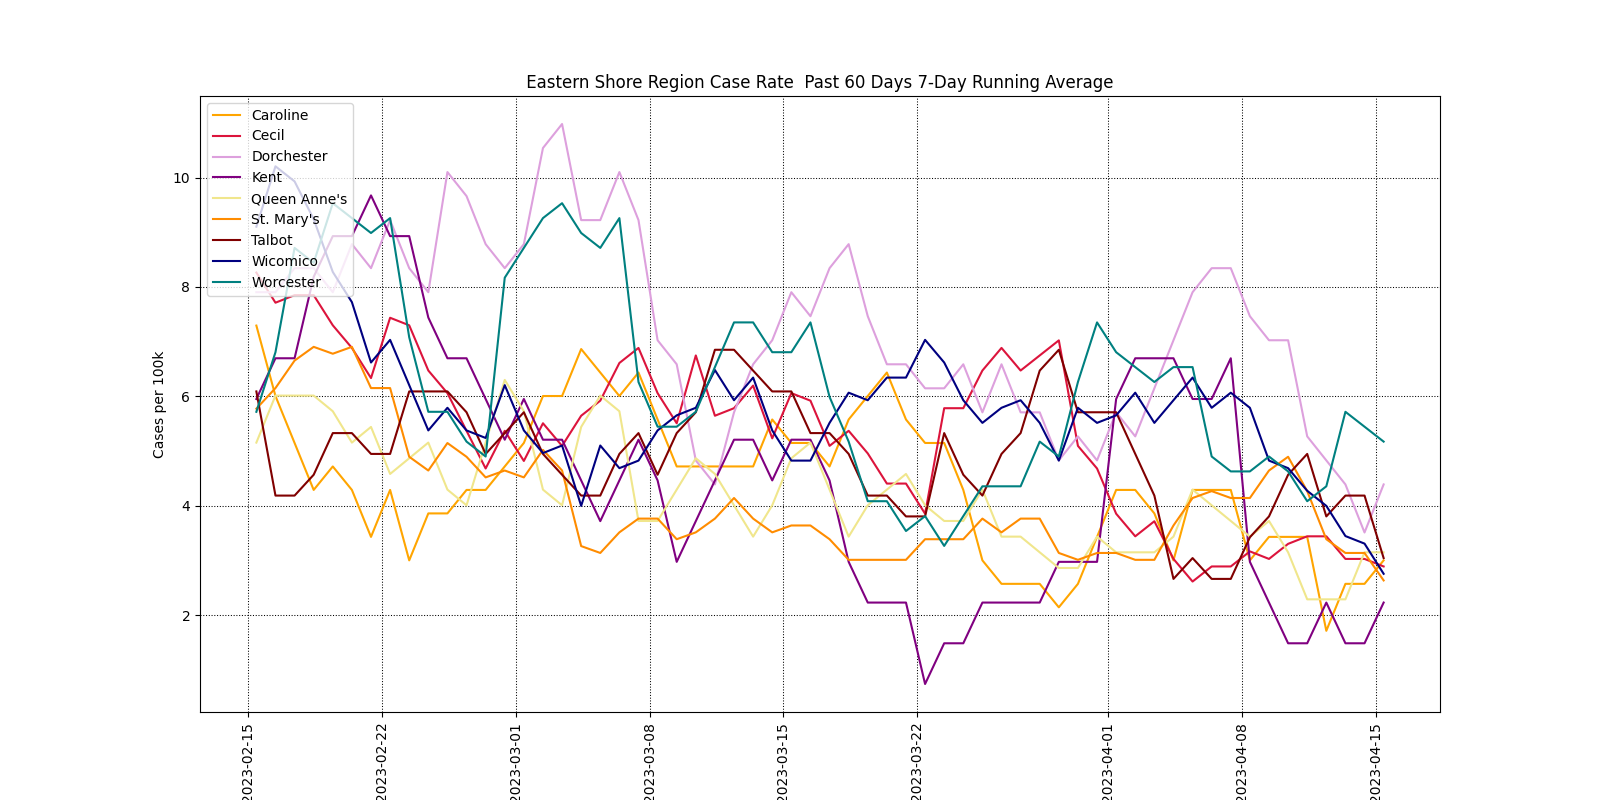 Eastern Shore Region Case Rate  Past 60 Days 7-Day Running Average
Caroline
Cecil
Dorchester
Kent
Queen Anne's
St. Mary's
Talbot
Wicomico
Worcester
Cases per 100k
10
8
6
4
2
2023-02-15
2023-02-22
2023-03-01
2023-03-08
2023-03-15
2023-03-22
2023-04-01
2023-04-08
2023-04-15